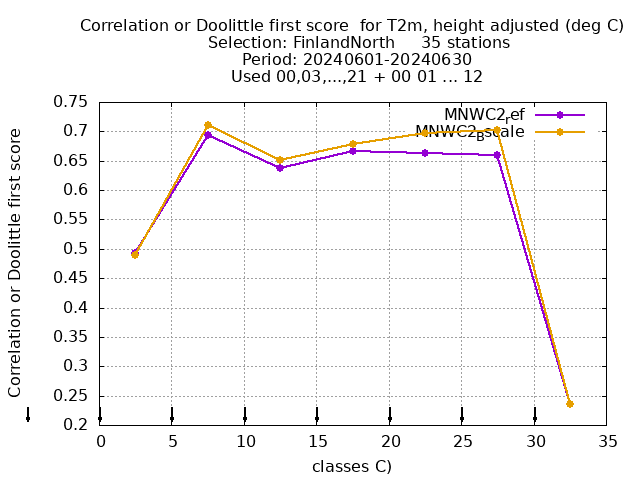 Correlation or Doolittle first score for T2m, height adjusted (deg C)
Selection: FinlandNorth 35 stations
Period: 20240601-20240630
Used 00,03,...,21 + 00 01 ... 12
MNWC2ref
MNWC2Bscale
Correlation or Doolittle first score
0.75
0.7
0.65
0.6
0.55
0.5
0.45
0.4
0.35
0.3
0.25
0.2
0 5 10 15 20 25 30 35
classes C)